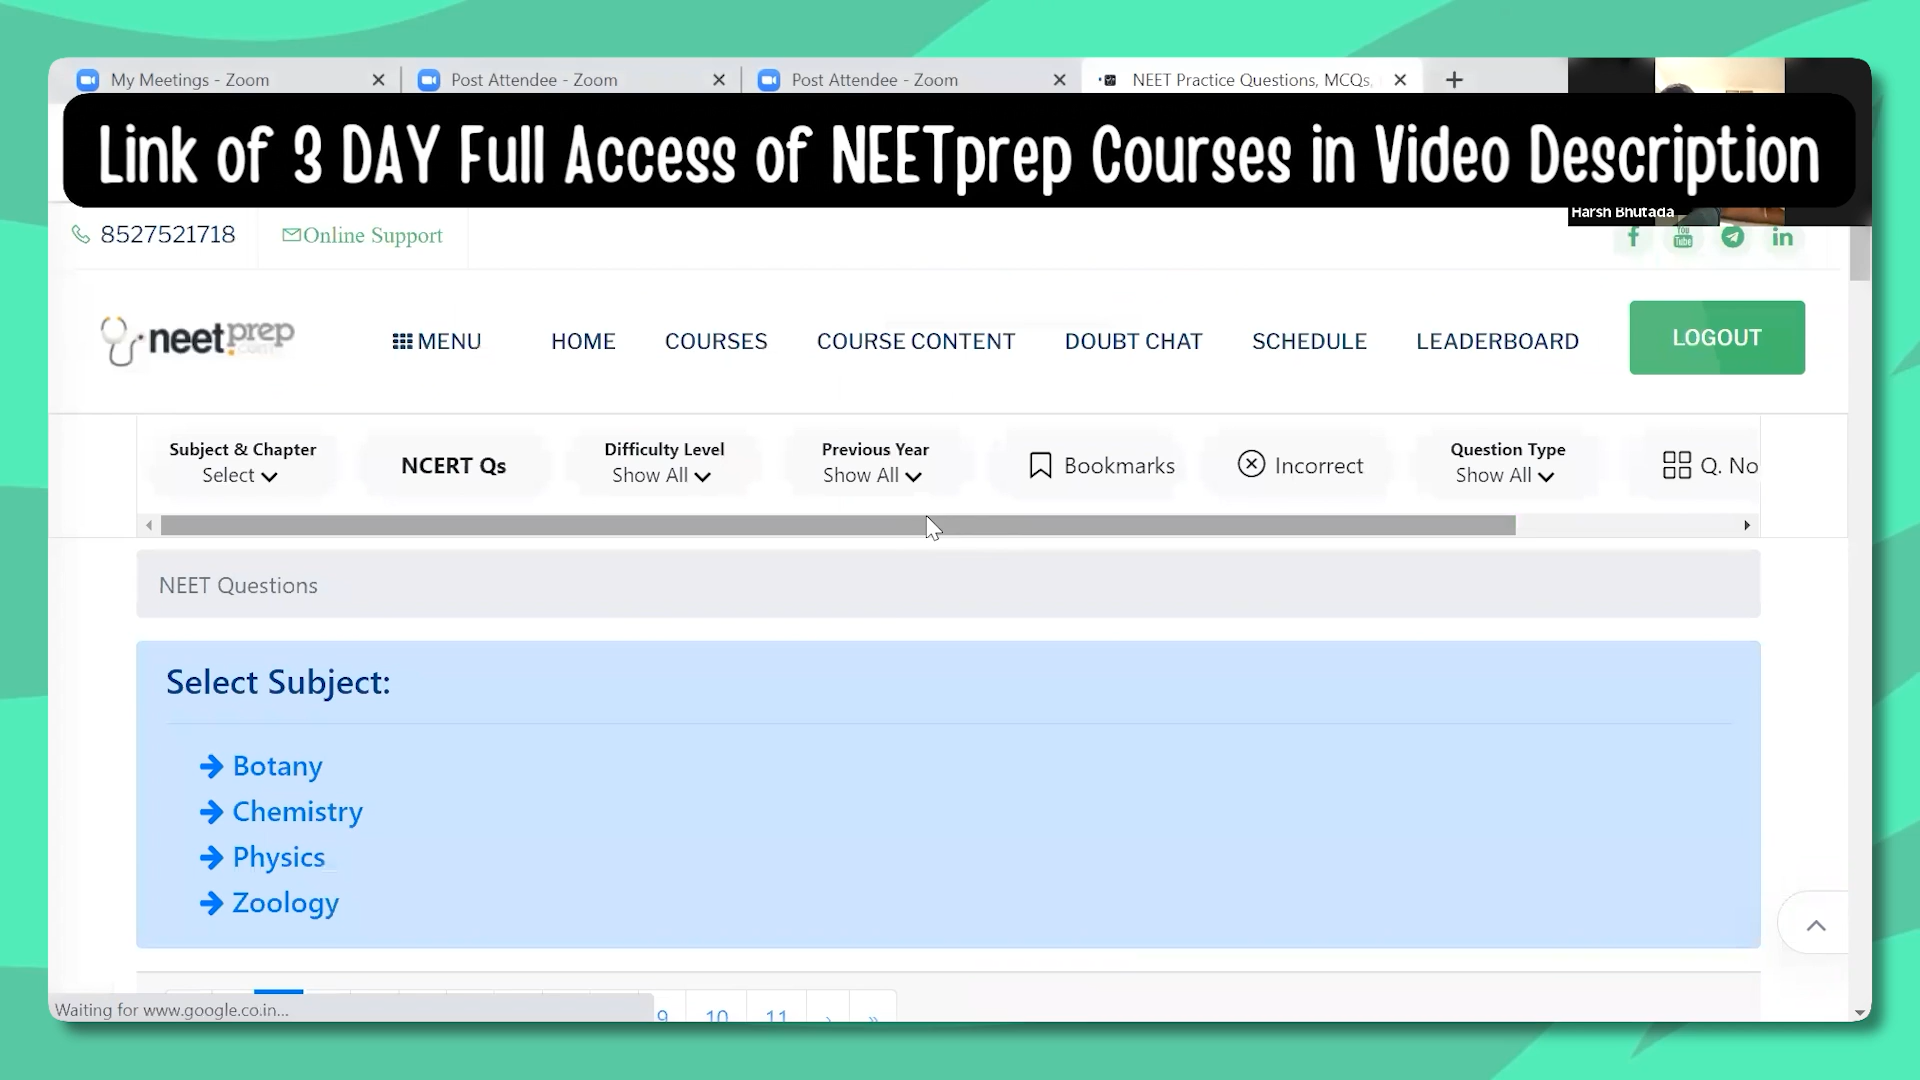 My Meetings - Zoom
Post Attendee - Zoom
Post Attendee - Zoom
NEET Practice Questions, MCQs,
Link of 3 DAY Full Access of NEETprep Courses in Video Description
Harsh Bhutada
8527521718
Online Support
You
Tube
neetprep
.com
MENU
HOME
COURSES
COURSE CONTENT
DOUBT CHAT
SCHEDULE
LEADERBOARD
LOGOUT
Subject & Chapter
Select
NCERT Qs
Difficulty Level
Show All
Previous Year
Show All
Bookmarks
Incorrect
Question Type
Show All
Q. No
NEET Questions
Select Subject:
Botany
Chemistry
Physics
Zoology
9 10 11 › »
Waiting for www.google.co.in...